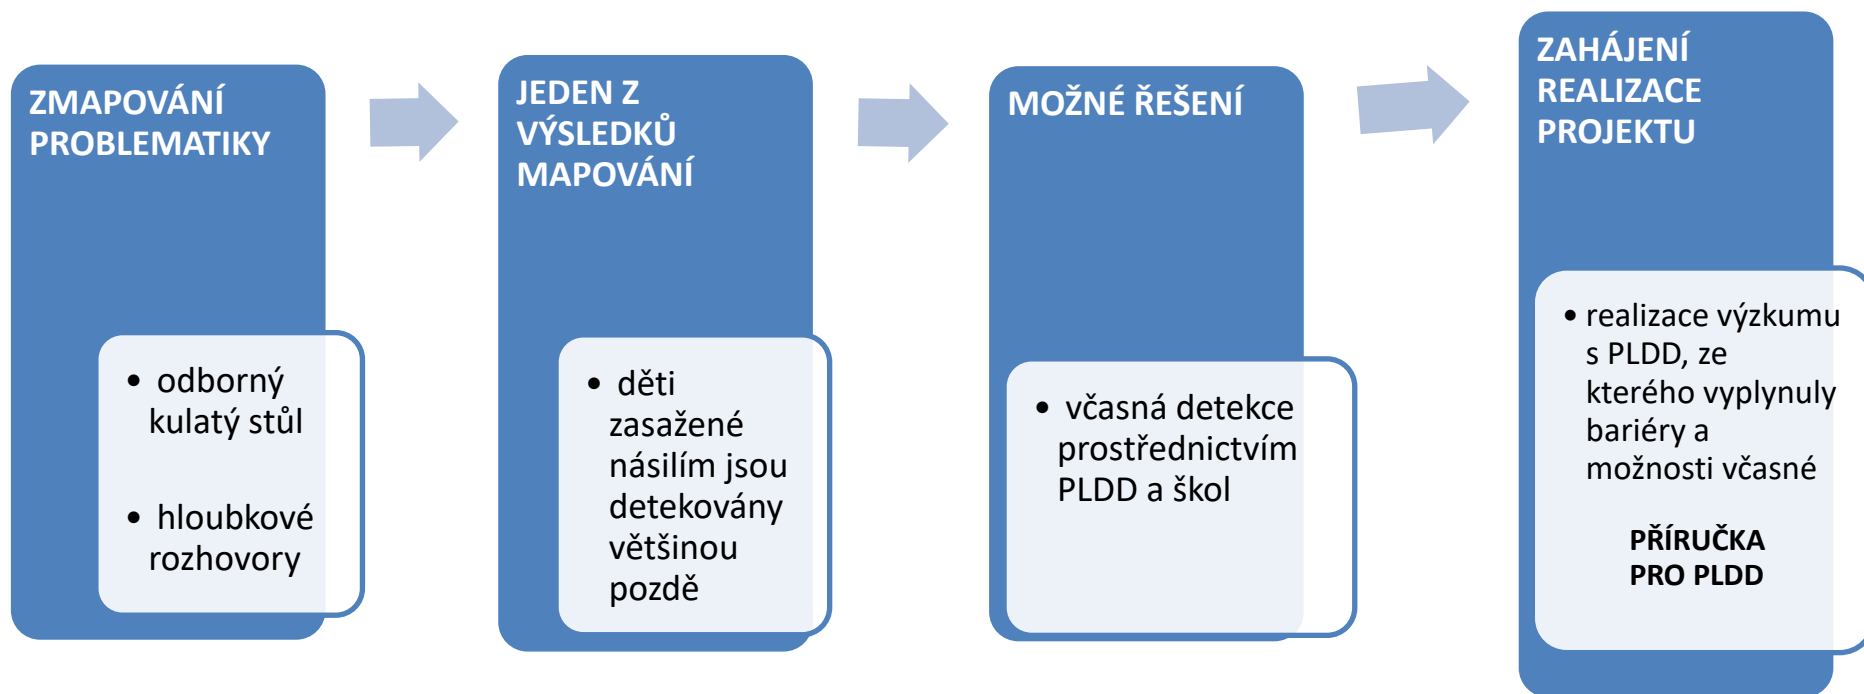 ZMAPOVÁNÍ
PROBLEMATIKY
• odborný
kulatý stůl
• hloubkové
rozhovory
JEDEN Z
VÝSLEDKŮ
MAPOVÁNÍ
• děti
zasažené
násilím jsou
detekovány
většinou
pozdě
MOŽNÉ ŘEŠENÍ
• včasná detekce
prostřednictvím
PLDD a škol
ZAHÁJENÍ
REALIZACE
PROJEKTU
• realizace výzkumu
s PLDD, ze
kterého vyplynuly
bariéry a
možnosti včasné
PŘÍRUČKA
PRO PLDD